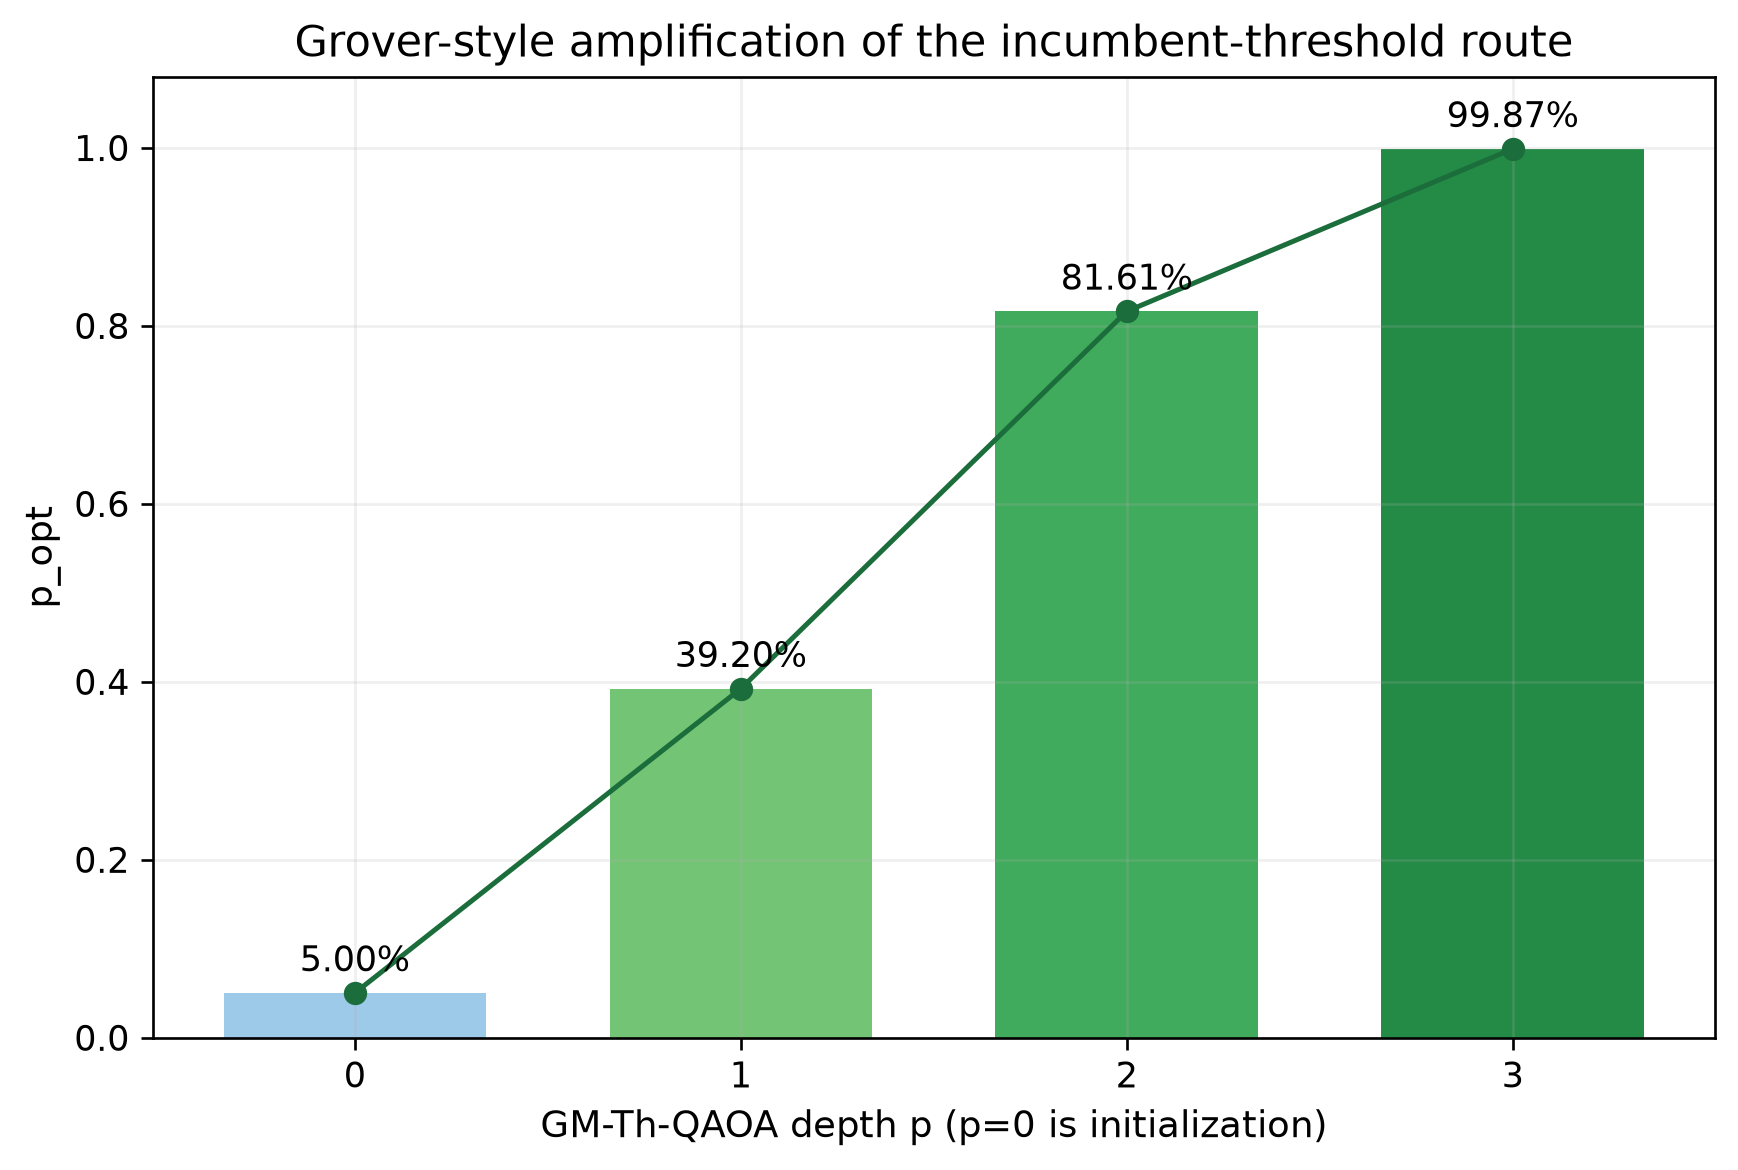 Grover-style amplification of the incumbent-threshold route
99.87%
1.0
81.61%
0.8
0.6
p_opt
39.20%
0.4
0.2
5.00%
0.0
0 1 2 3
GM-Th-QAOA depth p (p=0 is initialization)